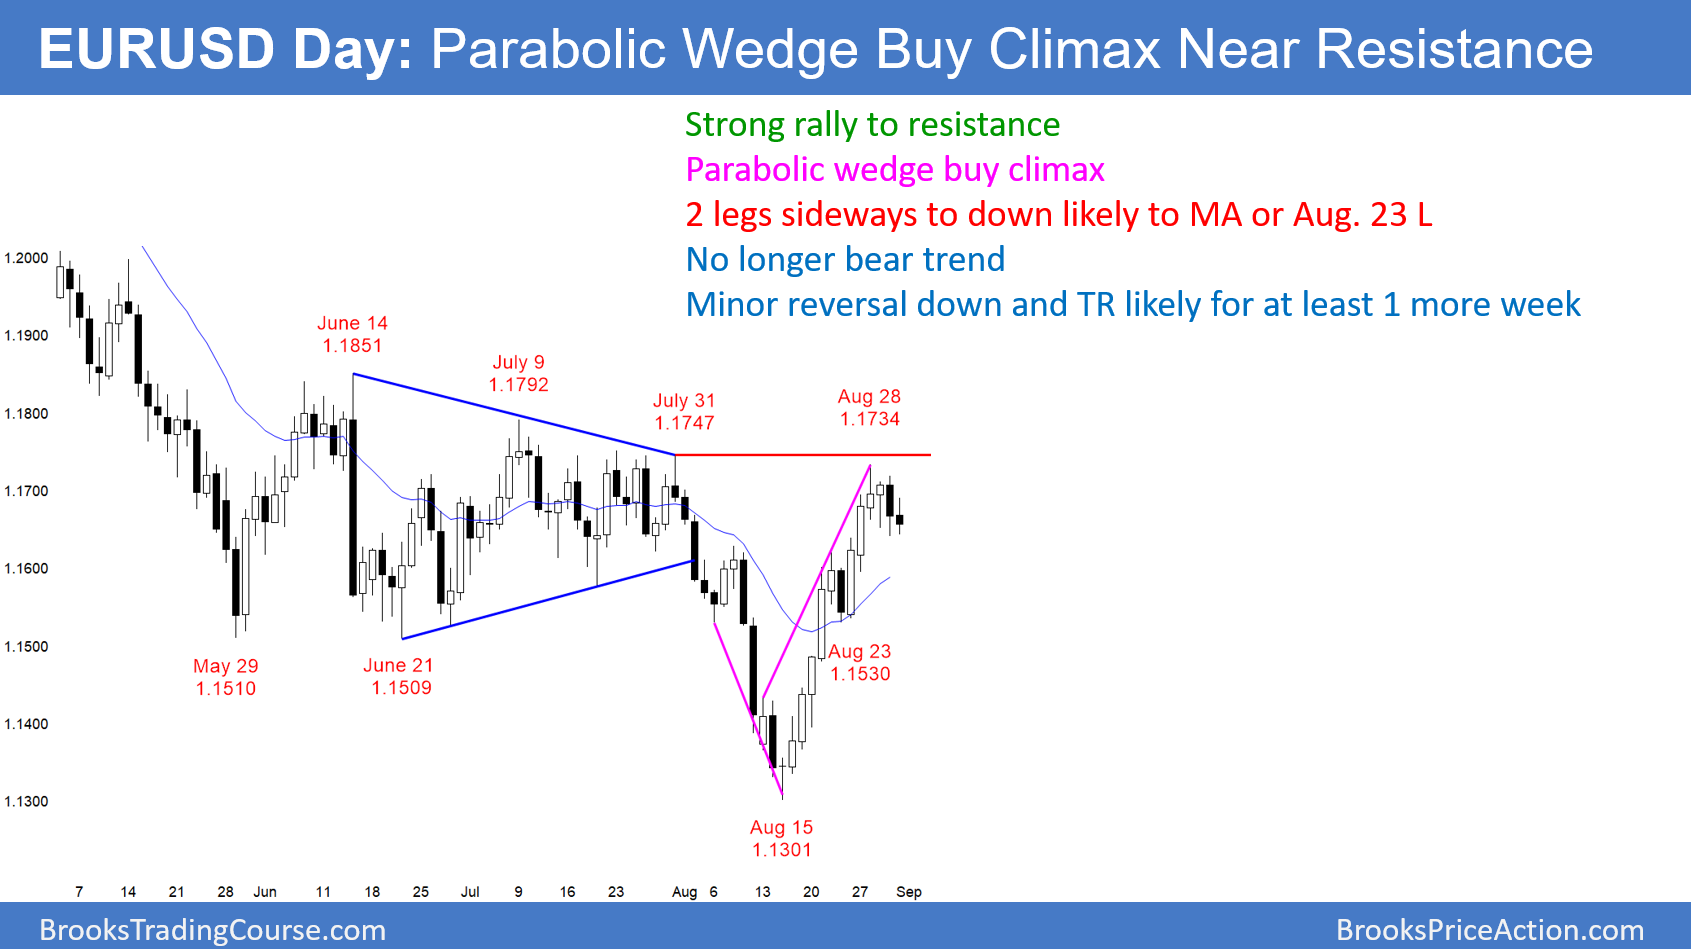 EURUSD Day: Parabolic Wedge Buy Climax Near Resistance
Strong rally to resistance
Parabolic wedge buy climax
2 legs sideways to down likely to MA or Aug. 23 L
No longer bear trend
Minor reversal down and TR likely for at least 1 more week
1.2000
1.1900
1.1800
1.1700
1.1600
1.1500
1.1400
1.1300
June 14
1.1851
July 9
1.1792
July 31
1.1747
Aug 28
1.1734
May 29
1.1510
June 21
1.1509
Aug 23
1.1530
Aug 15
1.1301
7 14 21 28 Jun 11 18 25 Jul 9 16 23 Aug 6 13 20 27 Sep
BrooksTradingCourse.com
BrooksPriceAction.com